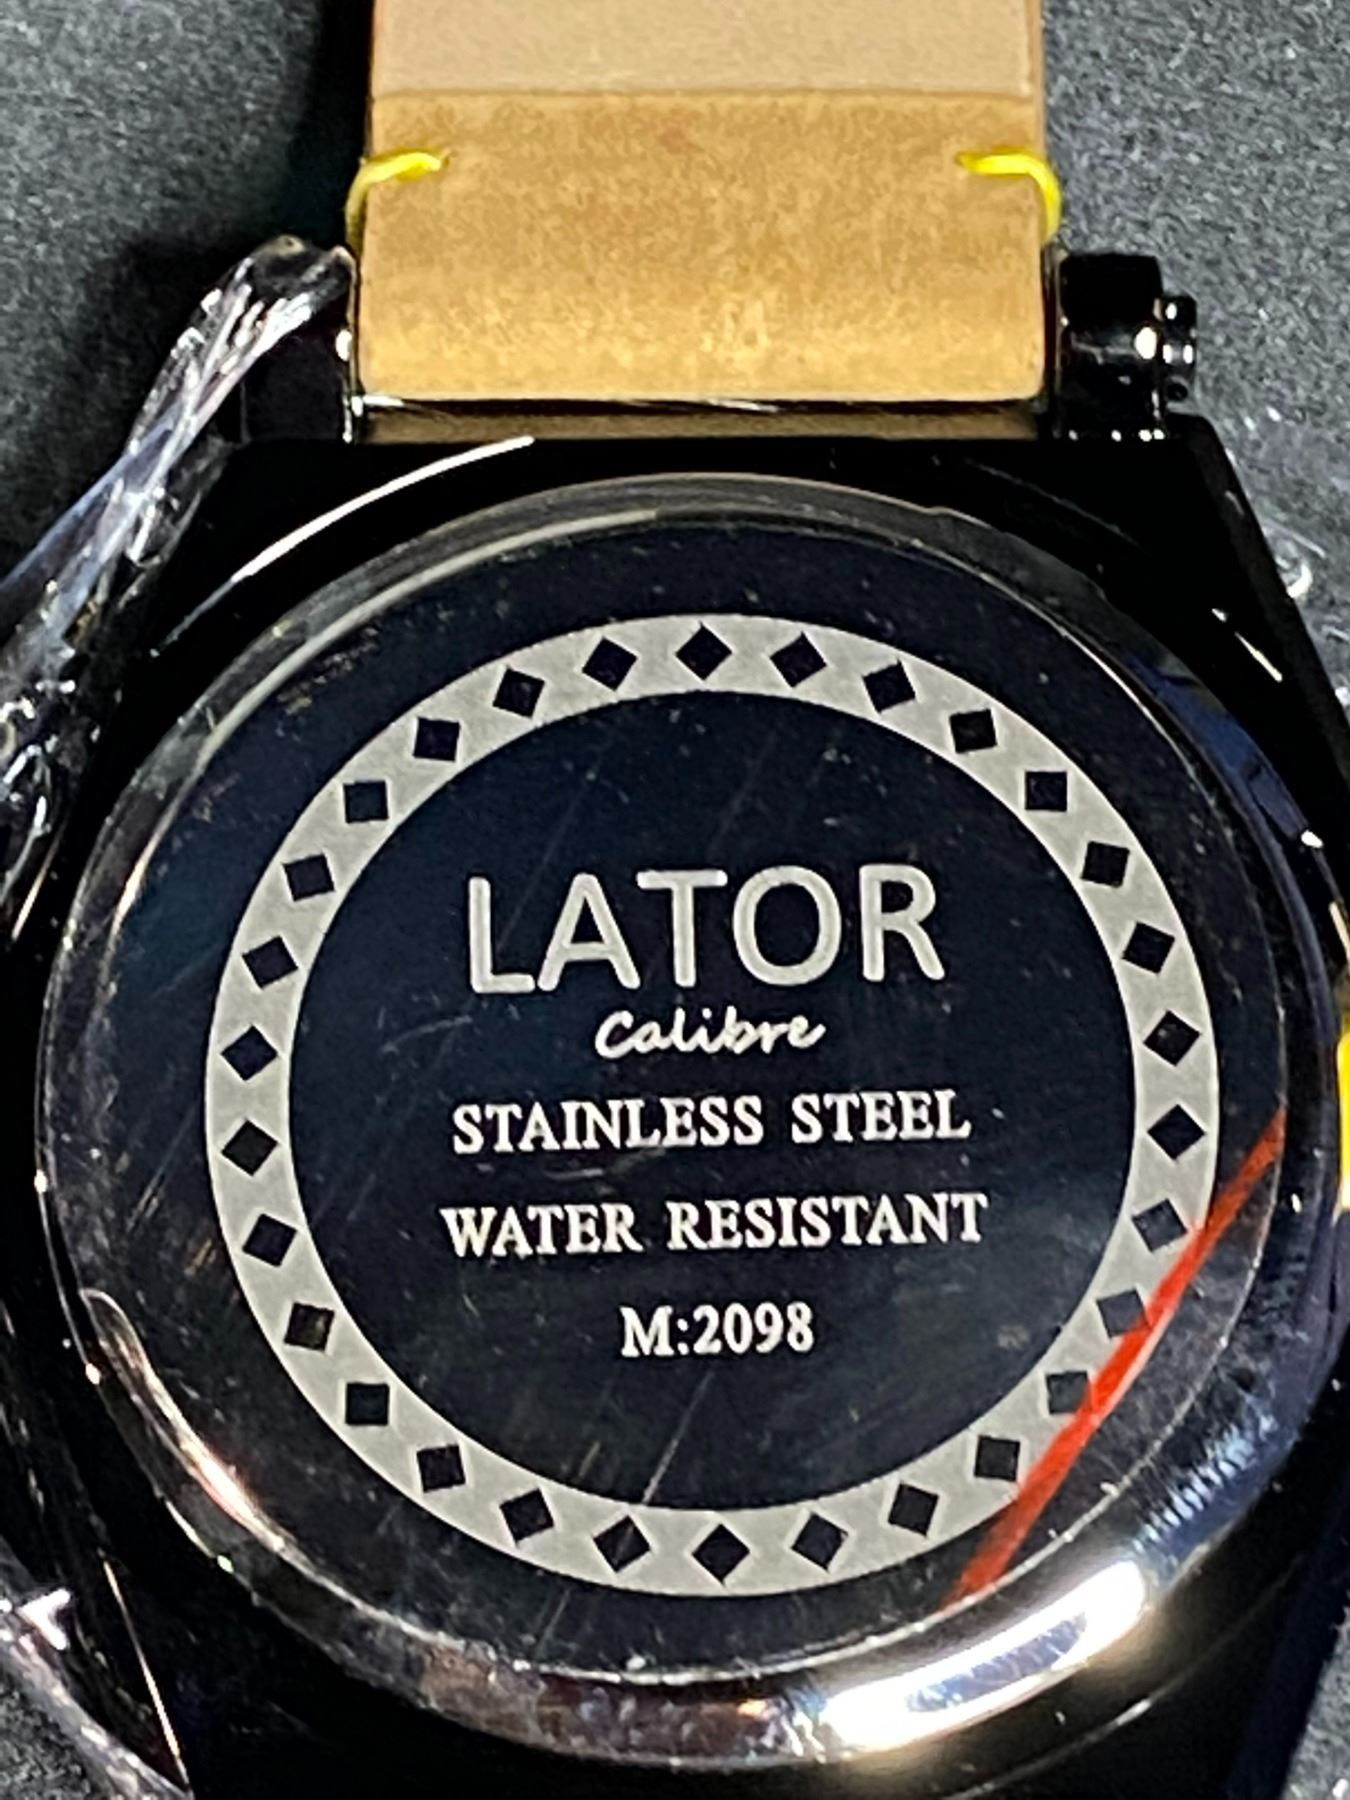 LATOR
Calibre
STAINLESS STEEL
WATER RESISTANT
M:2098